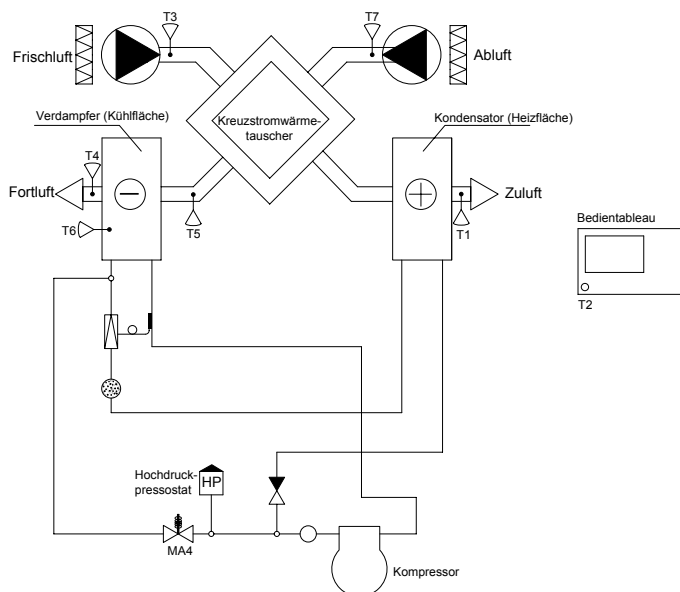 T3
T7
Frischluft
Abluft
Verdampfer (Kühlfläche)
Kreuzstromwärme-
tauscher
Kondensator (Heizfläche)
T4
Fortluft
T5
T6
Zuluft
T1
Bedientableau
T2
Hochdruck-
pressostat
HP
MA4
Kompressor